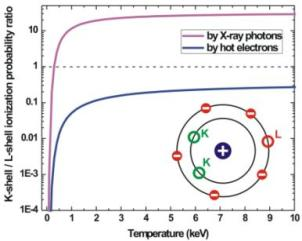 K-shell / L-shell ionization probability ratio
10
1
0.1
0.01
1E-3
1E-4
by X-ray photons
by hot electrons
K
K
L
+
0 1 2 3 4 5 6 7 8 9 10
Temperature (keV)